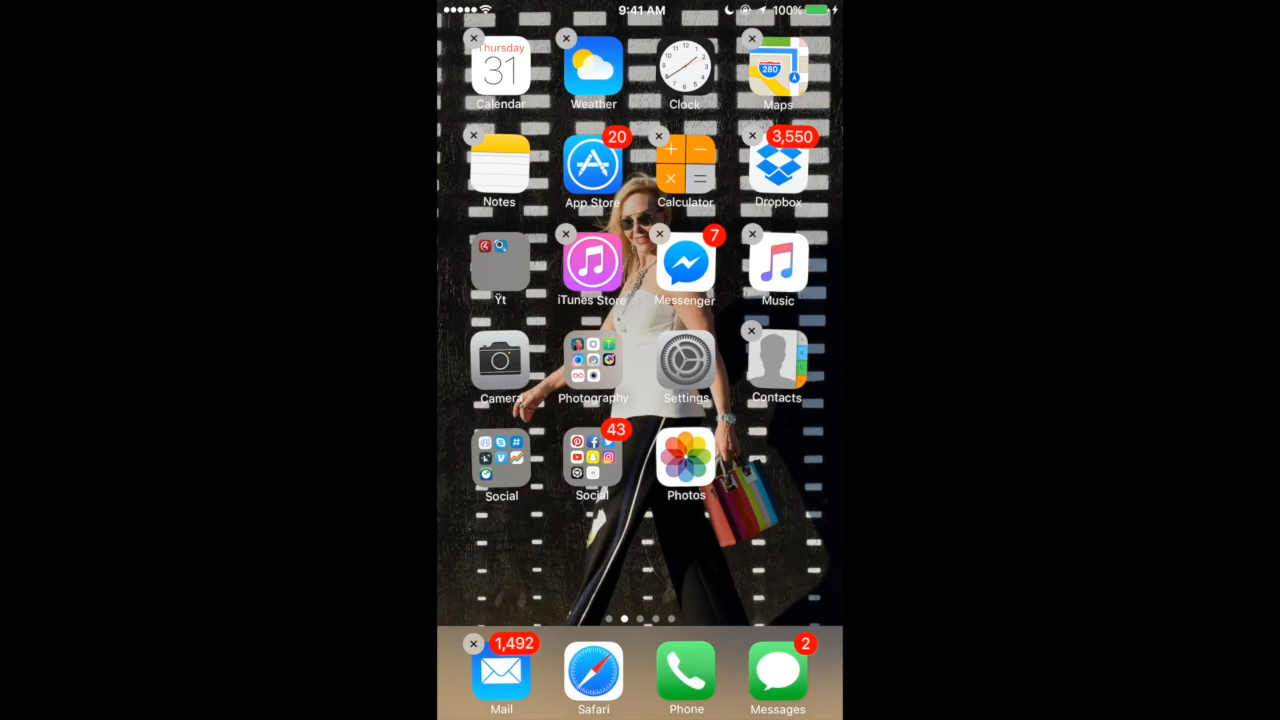 9:41 AM 100%
Thursday
31
12
280
Calendar Weather Clock Maps
20 3,550
Notes App Store Calculator Dropbox
7
Ÿt iTunes Store Messenger Music
Camera Photography Settings Contacts
43
Social Social Photos
1,492 2
Mail Safari Phone Messages